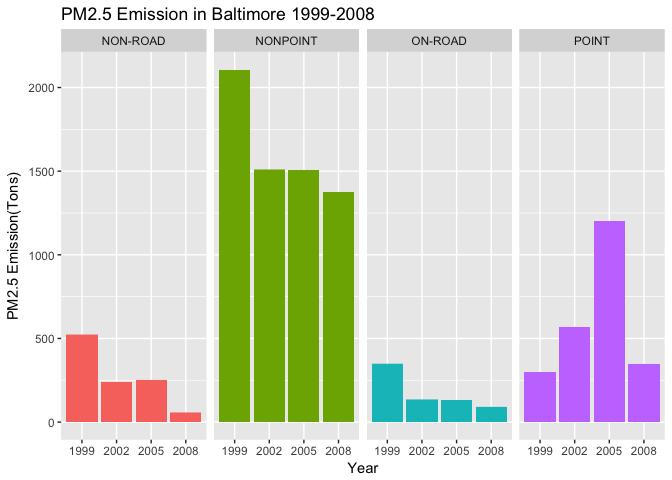 PM2.5 Emission in Baltimore 1999-2008
NON-ROAD NONPOINT ON-ROAD POINT
PM2.5 Emission(Tons)
2000
1500
1000
500
0
1999 2002 2005 2008 1999 2002 2005 2008 1999 2002 2005 2008 1999 2002 2005 2008
Year